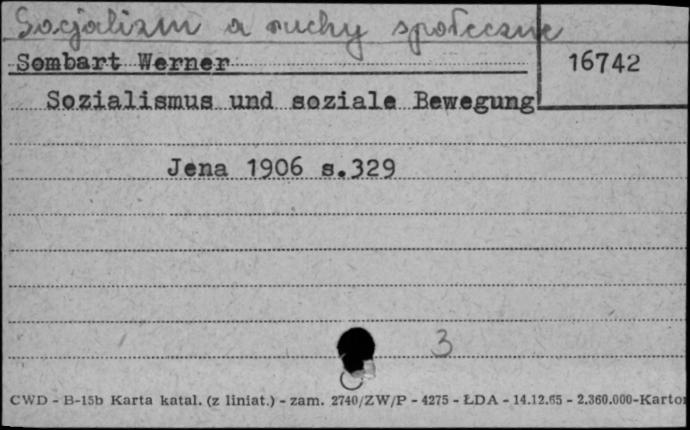 Socjalizm a ruchy społeczne
Sombart Werner
16742
Sozialismus und soziale Bewegung
Jena 1906 s.329
3
CWD - B-15b Karta katal. (z liniat.) - zam. 2740/ZW/P - 4275 - ŁDA - 14.12.65 - 2.360.000-Karto